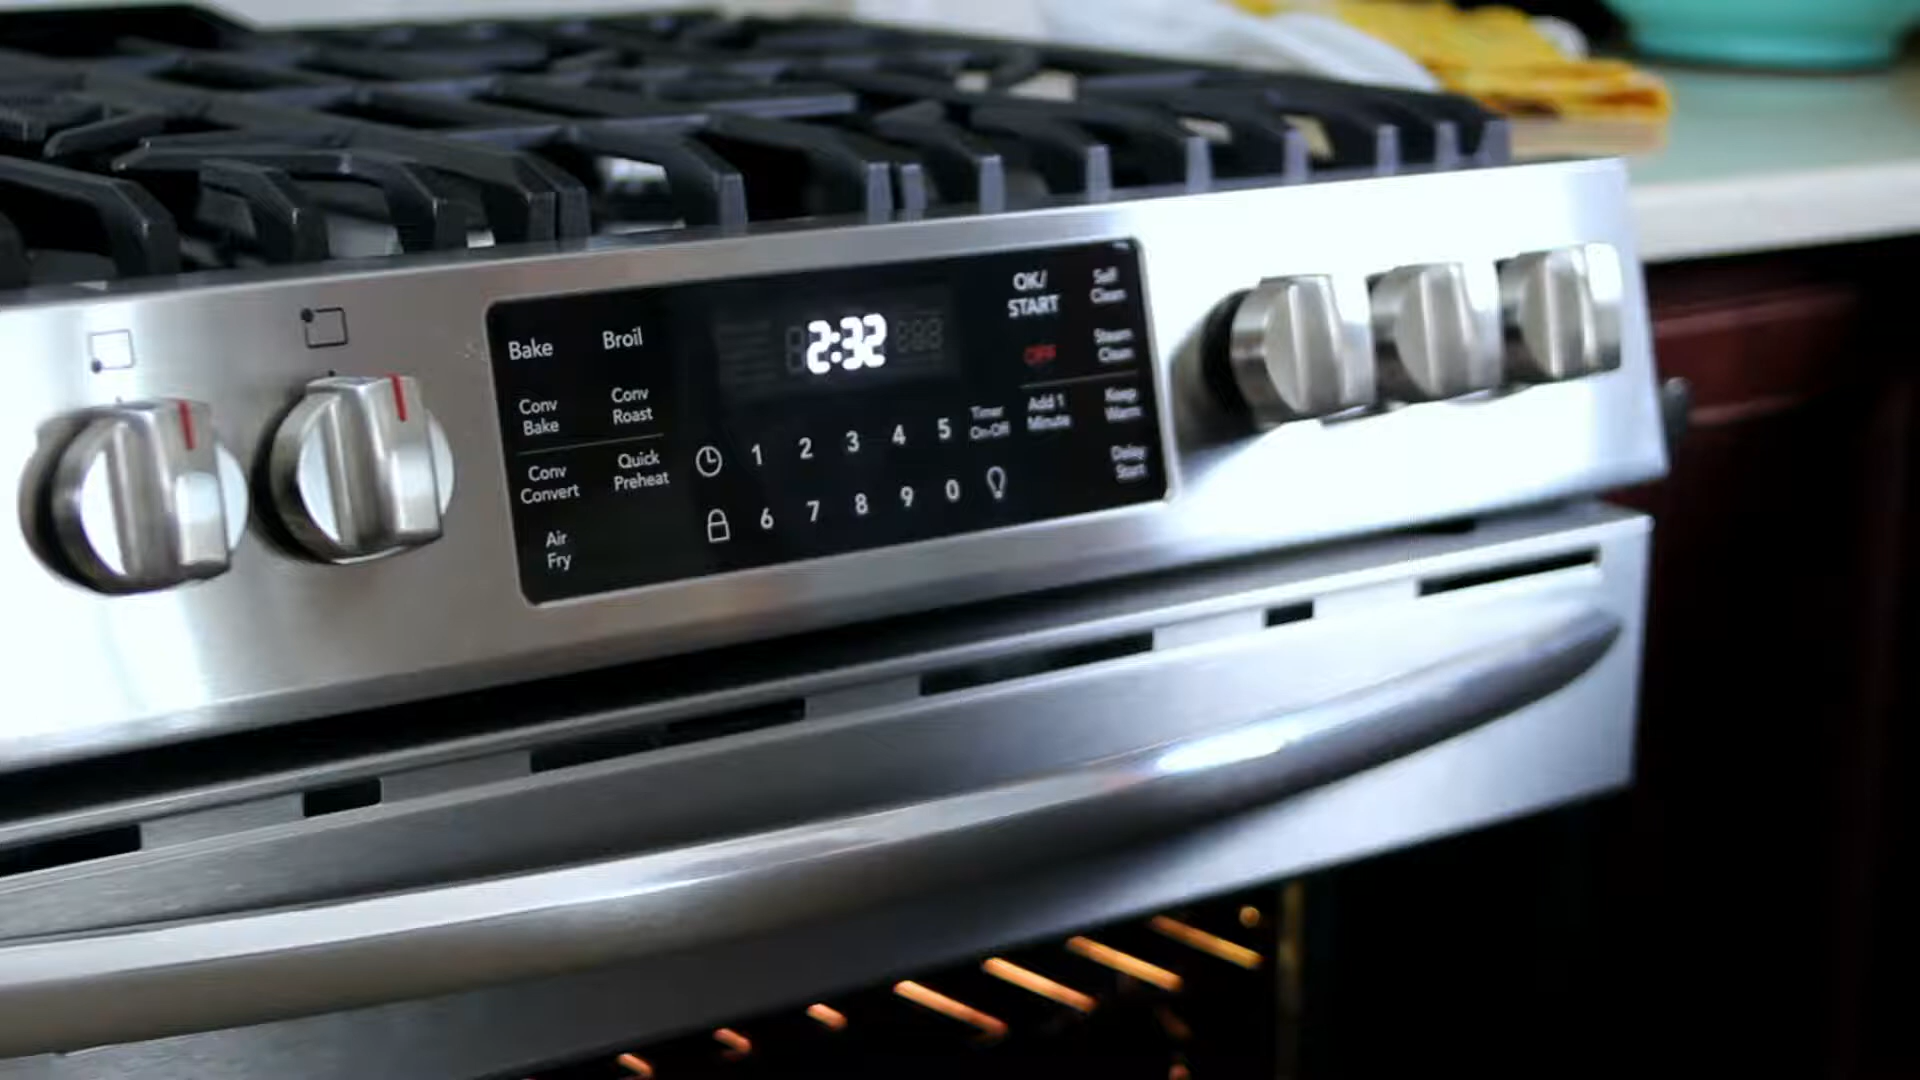 Bake
Broil
Conv
Bake
Conv
Roast
Conv
Convert
Quick
Preheat
Air
Fry
2:32
1 2 3 4 5
6 7 8 9 0
Timer
On-Off
OK/
START
OFF
Add 1
Minute
Self
Clean
Steam
Clean
Keep
Warm
Delay
Start